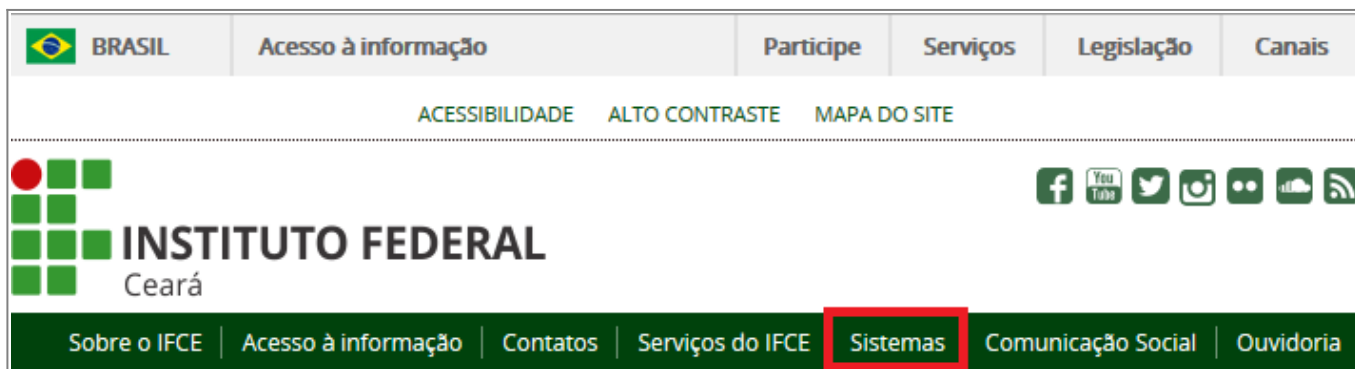 BRASIL Acesso à informação Participe Serviços Legislação Canais
ACESSIBILIDADE ALTO CONTRASTE MAPA DO SITE
You
Tube
INSTITUTO FEDERAL
Ceará
Sobre o IFCE Acesso à informação Contatos Serviços do IFCE Sistemas Comunicação Social Ouvidoria